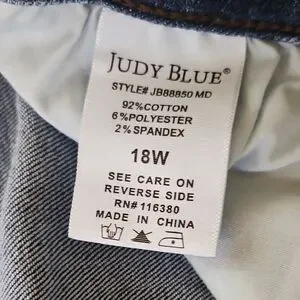 JUDY BLUE®
STYLE# JB88850 MD
92%COTTON
6%POLYESTER
2%SPANDEX
18W
SEE CARE ON
REVERSE SIDE
RN# 116380
MADE IN CHINA